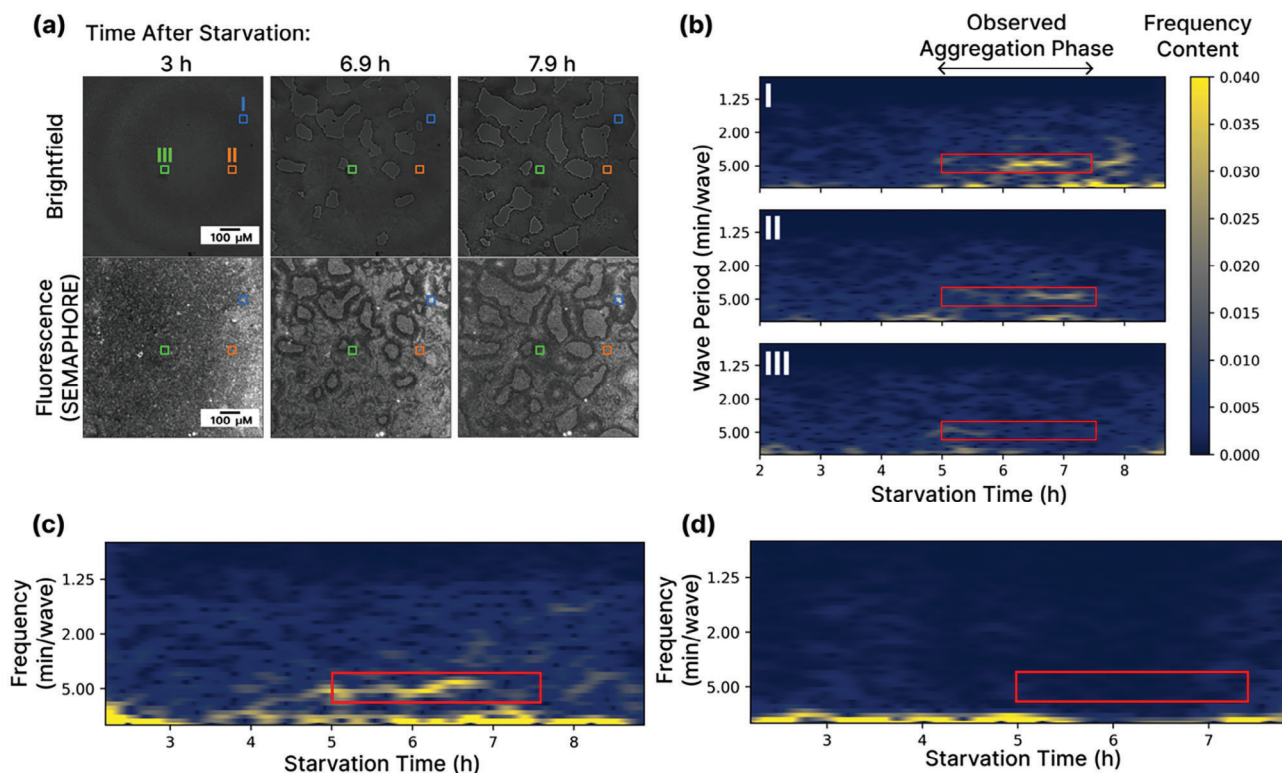 (a)
Time After Starvation:
3 h
6.9 h
7.9 h
Brightfield
I
III
II
100 μM
Fluorescence
(SEMAPHORE)
100 μM
(b)
Observed
Aggregation Phase
Frequency
Content
Wave Period (min/wave)
I
1.25
2.00
5.00
II
1.25
2.00
5.00
III
1.25
2.00
5.00
2 3 4 5 6 7 8
Starvation Time (h)
0.040
0.035
0.030
0.025
0.020
0.015
0.010
0.005
0.000
(c)
Frequency
(min/wave)
1.25
2.00
5.00
3 4 5 6 7 8
Starvation Time (h)
(d)
Frequency
(min/wave)
1.25
2.00
5.00
3 4 5 6 7
Starvation Time (h)